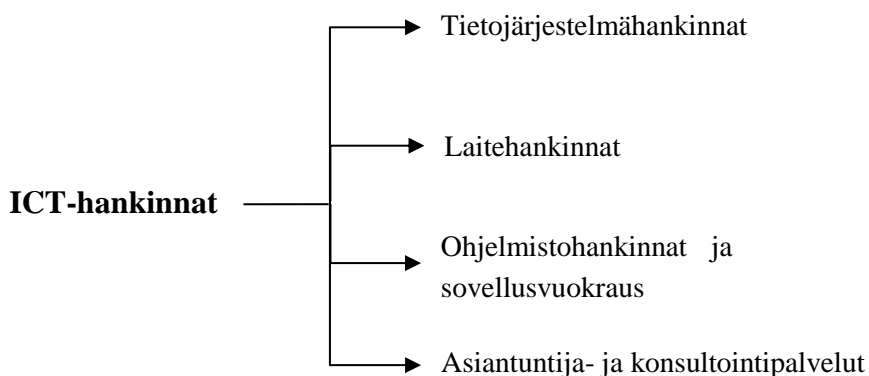 Tietojärjestelmähankinnat
Laitehankinnat
ICT-hankinnat
Ohjelmistohankinnat ja
sovellusvuokraus
Asiantuntija- ja konsultointipalvelut